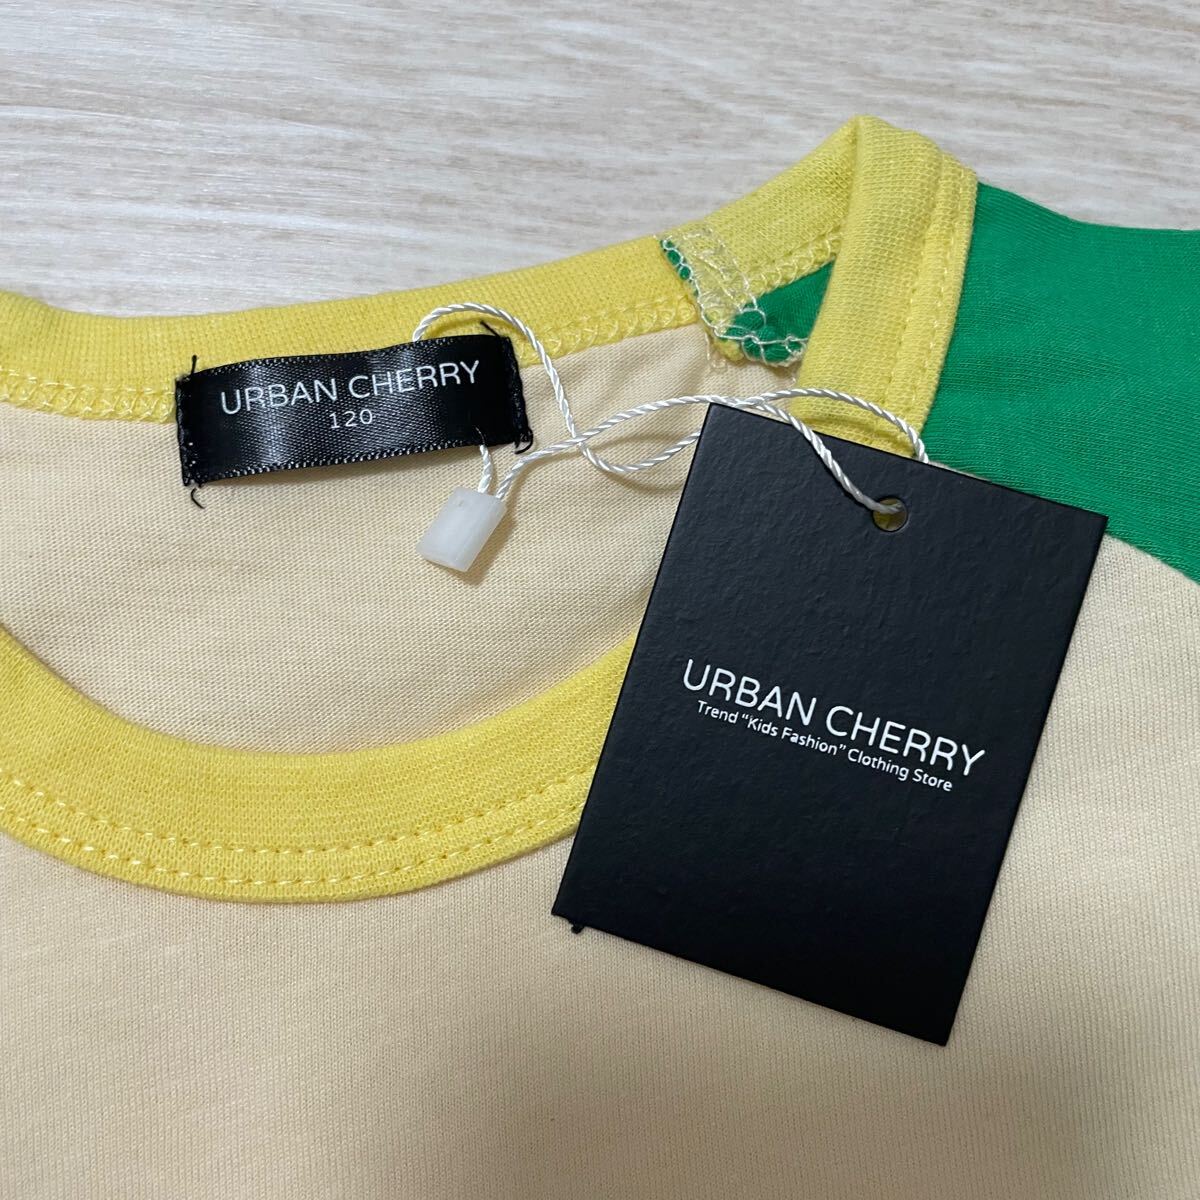 URBAN CHERRY
120
URBAN CHERRY
Trend "Kids Fashion" Clothing Store